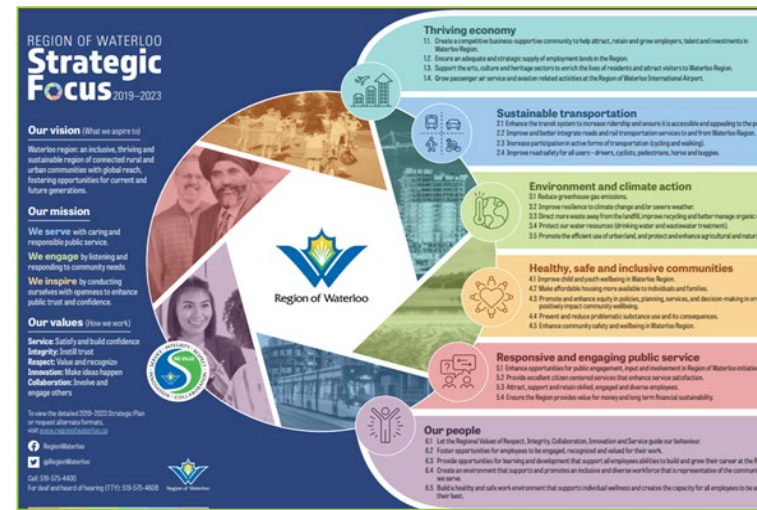 REGION OF WATERLOO
Strategic
Focus 2019–2023
Our vision (What we aspire to)
Waterloo region: an inclusive, thriving and
sustainable region of connected rural and
urban communities with global reach,
fostering opportunities for current and
future generations.
Our mission
We serve with caring and
responsible public service.
We engage by listening and
responding to community needs.
We inspire by conducting
ourselves with openness to enhance
public trust and confidence.
Our values (How we work)
Service: Satisfy and build confidence
Integrity: Instill trust
Respect: Value and recognize
Innovation: Make ideas happen
Collaboration: Involve and
engage others
To view the detailed 2019-2023 Strategic Plan
or request alternate formats,
visit www.regionofwaterloo.ca
RegionWaterloo
@RegionWaterloo
Call: 519-575-4400
For deaf and heard of hearing (TTY): 519-575-4608
Region of Waterloo
WE VALUE
SERVICE • INTEGRITY • RESPECT • INNOVATION • COLLABORATION
Region of Waterloo
Thriving economy
1.1. Create a competitive business-supportive community to help attract, retain and grow employers, talent and investments in
Waterloo Region.
1.2. Ensure an adequate and strategic supply of employment lands in the Region.
1.3. Support the arts, culture and heritage sectors to enrich the lives of residents and attract visitors to Waterloo Region.
1.4. Grow passenger air service and aviation related activities at the Region of Waterloo International Airport.
Sustainable transportation
2.1 Enhance the transit system to increase ridership and ensure it is accessible and appealing to the
2.2 Improve and better integrate roads and rail transportation services to and from Waterloo Region.
2.3 Increase participation in active forms of transportation (cycling and walking).
2.4 Improve road safety for all users – drivers, cyclists, pedestrians, horse and buggies.
Environment and climate action
3.1 Reduce greenhouse gas emissions.
3.2 Improve resilience to climate change and/or severe weather.
3.3 Direct more waste away from the landfill, improve recycling and better manage organic
3.4 Protect our water resources (drinking water and wastewater treatment).
3.5 Promote the efficient use of urban land, and protect and enhance agricultural and
Healthy, safe and inclusive communities
4.1 Improve child and youth wellbeing in Waterloo Region.
4.2 Make affordable housing more available to individuals and families.
4.3 Promote and enhance equity in policies, planning, services, and decision-making in
positively impact community wellbeing.
4.4 Prevent and reduce problematic substance use and its consequences.
4.5 Enhance community safety and wellbeing in Waterloo Region.
Responsive and engaging public service
5.1 Enhance opportunities for public engagement, input and involvement in Region of Waterloo
5.2 Provide excellent citizen centered services that enhance service satisfaction.
5.3 Attract, support and retain skilled, engaged and diverse employees.
5.4 Ensure the Region provides value for money and long term financial sustainability.
Our people
6.1 Let the Regional Values of Respect, Integrity, Collaboration, Innovation and Service guide our behaviour.
6.2 Foster opportunities for employees to be engaged, recognized and valued for their work.
6.3 Provide opportunities for learning and development that support all employees abilities to build and grow their career at the
6.4 Create an environment that supports and promotes an inclusive and diverse workforce that is representative of the
we serve.
6.5 Build a healthy and safe work environment that supports individual wellness and creates the capacity for all employees to be
their best.